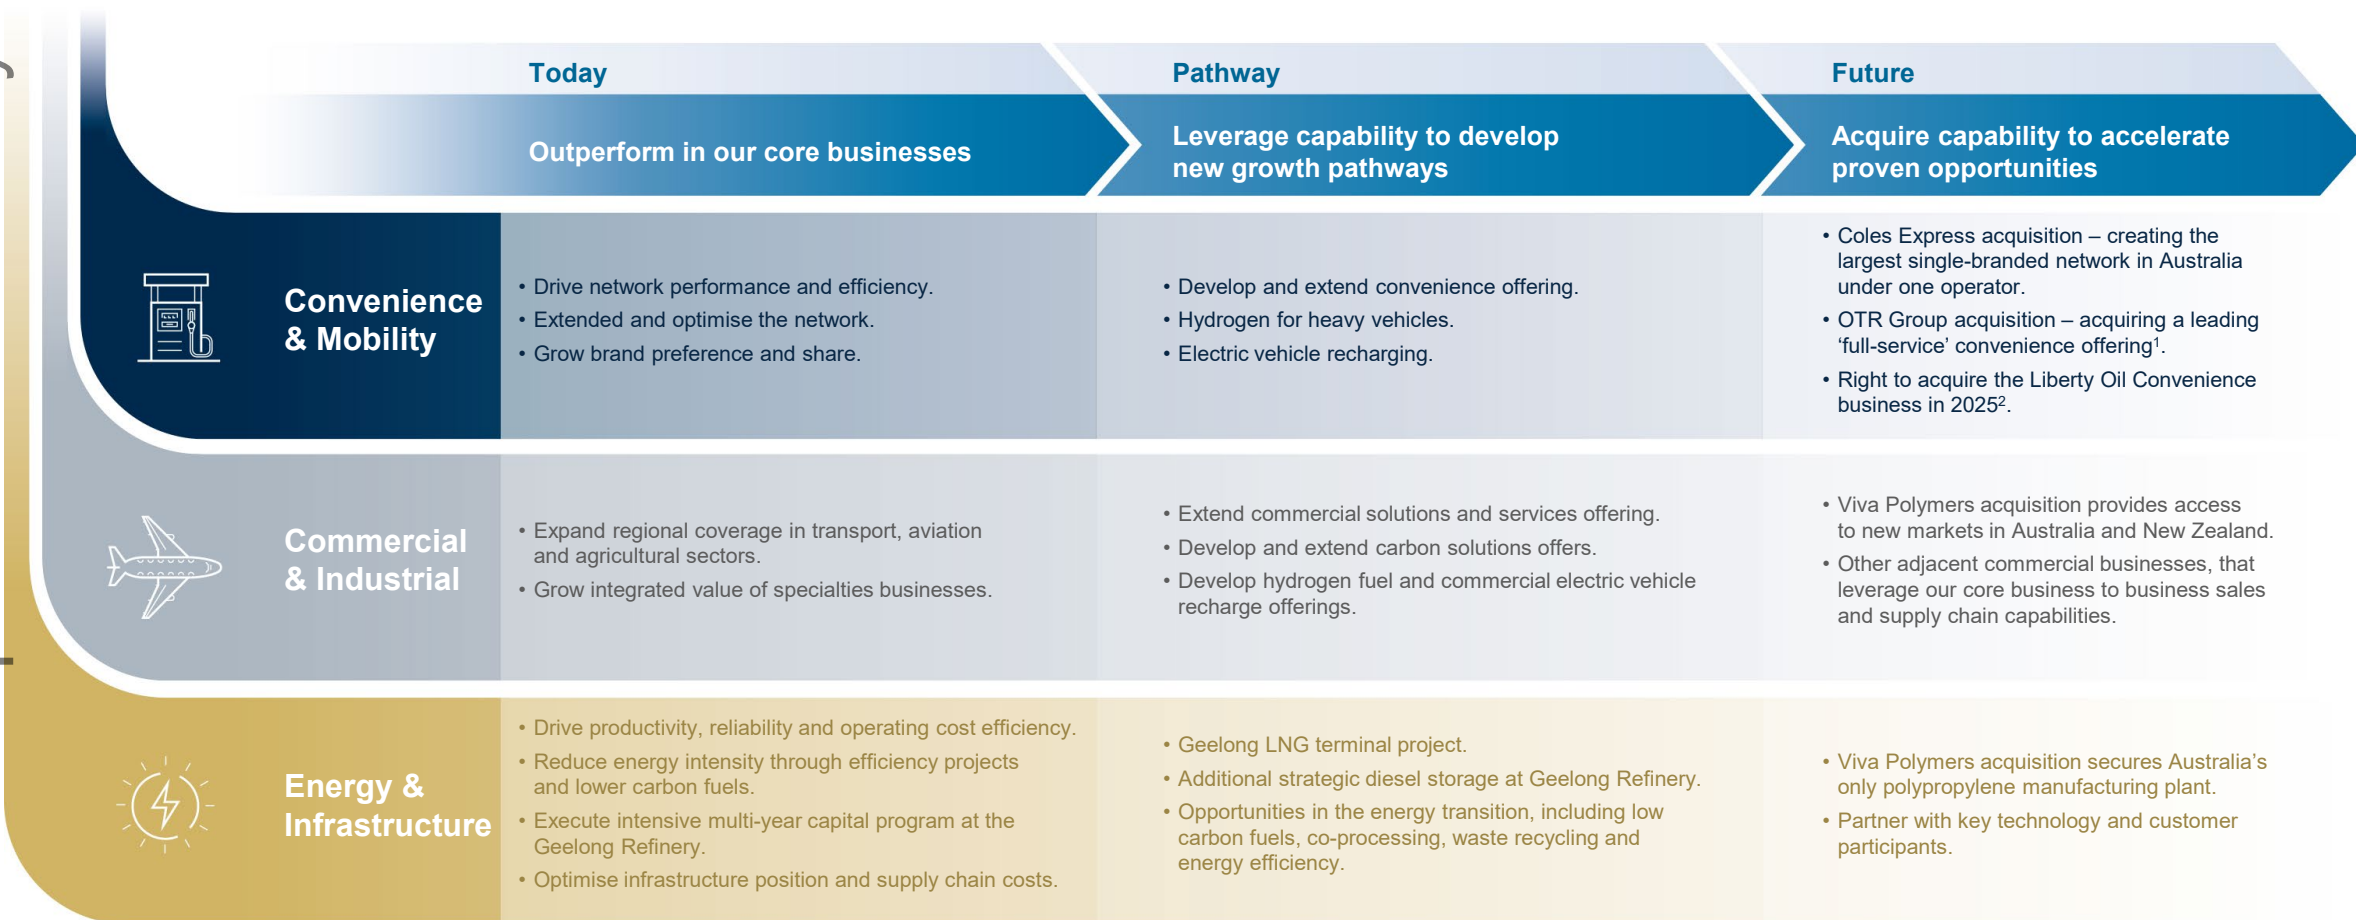 Today
Pathway
Future
Outperform in our core businesses
Leverage capability to develop
new growth pathways
Acquire capability to accelerate
proven opportunities
Convenience
& Mobility
• Drive network performance and efficiency.
• Extended and optimise the network.
• Grow brand preference and share.
• Develop and extend convenience offering.
• Hydrogen for heavy vehicles.
• Electric vehicle recharging.
• Coles Express acquisition – creating the
largest single-branded network in Australia
under one operator.
• OTR Group acquisition – acquiring a leading
‘full-service’ convenience offering¹.
• Right to acquire the Liberty Oil Convenience
business in 2025².
Commercial
& Industrial
• Expand regional coverage in transport, aviation
and agricultural sectors.
• Grow integrated value of specialties businesses.
• Extend commercial solutions and services offering.
• Develop and extend carbon solutions offers.
• Develop hydrogen fuel and commercial electric vehicle
recharge offerings.
• Viva Polymers acquisition provides access
to new markets in Australia and New Zealand.
• Other adjacent commercial businesses, that
leverage our core business to business sales
and supply chain capabilities.
Energy &
Infrastructure
• Drive productivity, reliability and operating cost efficiency.
• Reduce energy intensity through efficiency projects
and lower carbon fuels.
• Execute intensive multi-year capital program at the
Geelong Refinery.
• Optimise infrastructure position and supply chain costs.
• Geelong LNG terminal project.
• Additional strategic diesel storage at Geelong Refinery.
• Opportunities in the energy transition, including low
carbon fuels, co-processing, waste recycling and
energy efficiency.
• Viva Polymers acquisition secures Australia’s
only polypropylene manufacturing plant.
• Partner with key technology and customer
participants.